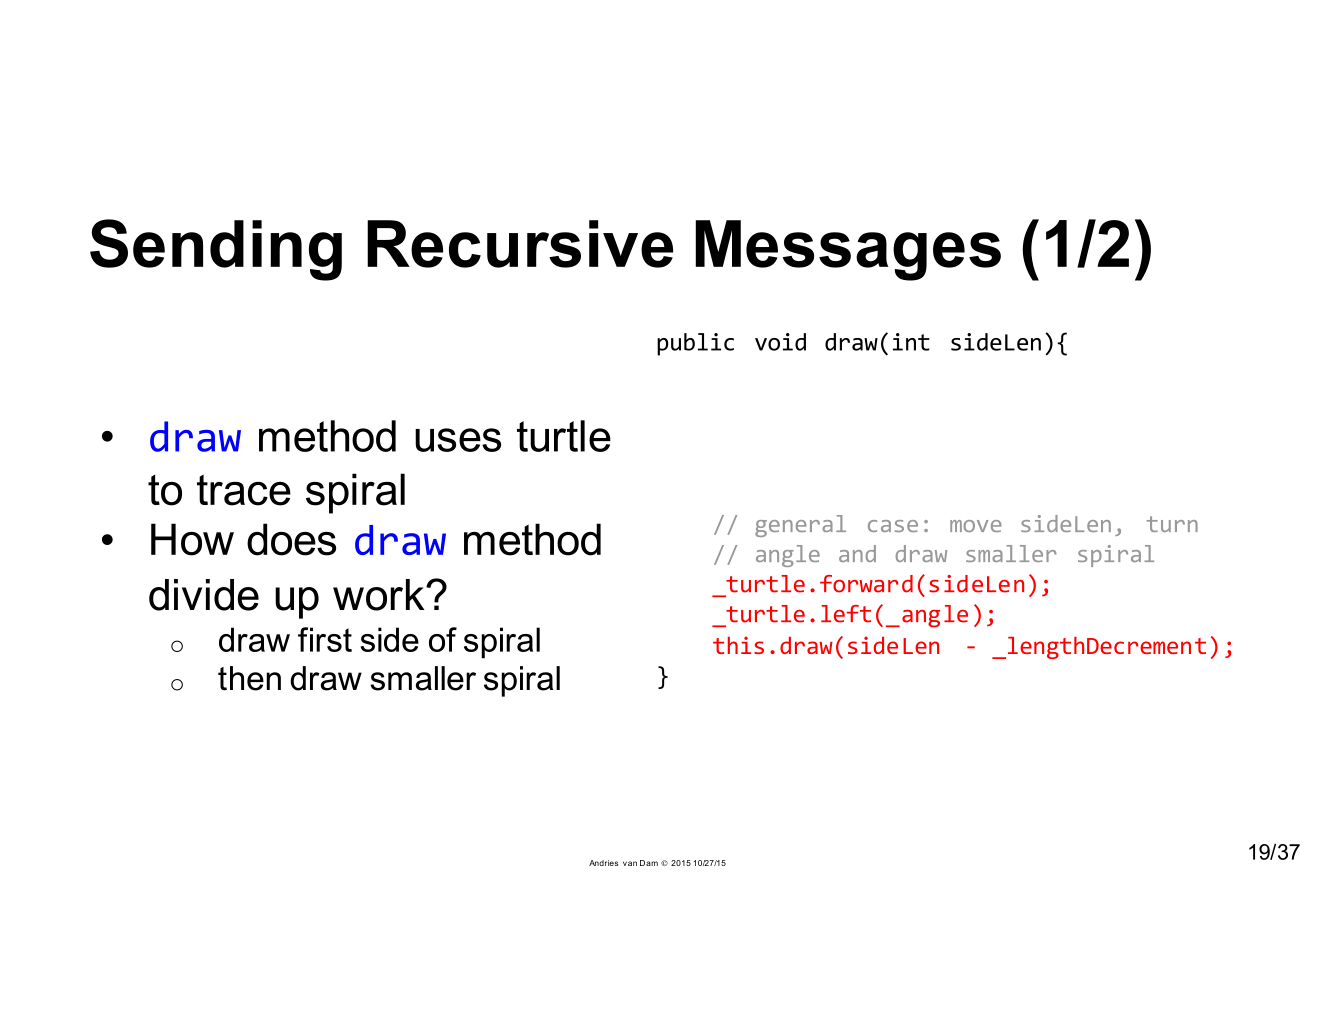 Sending Recursive Messages (1/2)
• draw method uses turtle
to trace spiral
• How does draw method
divide up work?
○ draw first side of spiral
○ then draw smaller spiral
public void draw(int sideLen){
// general case: move sideLen, turn
// angle and draw smaller spiral
_turtle.forward(sideLen);
_turtle.left(_angle);
this.draw(sideLen - _lengthDecrement);
}
Andries van Dam © 2015 10/27/15
19/37